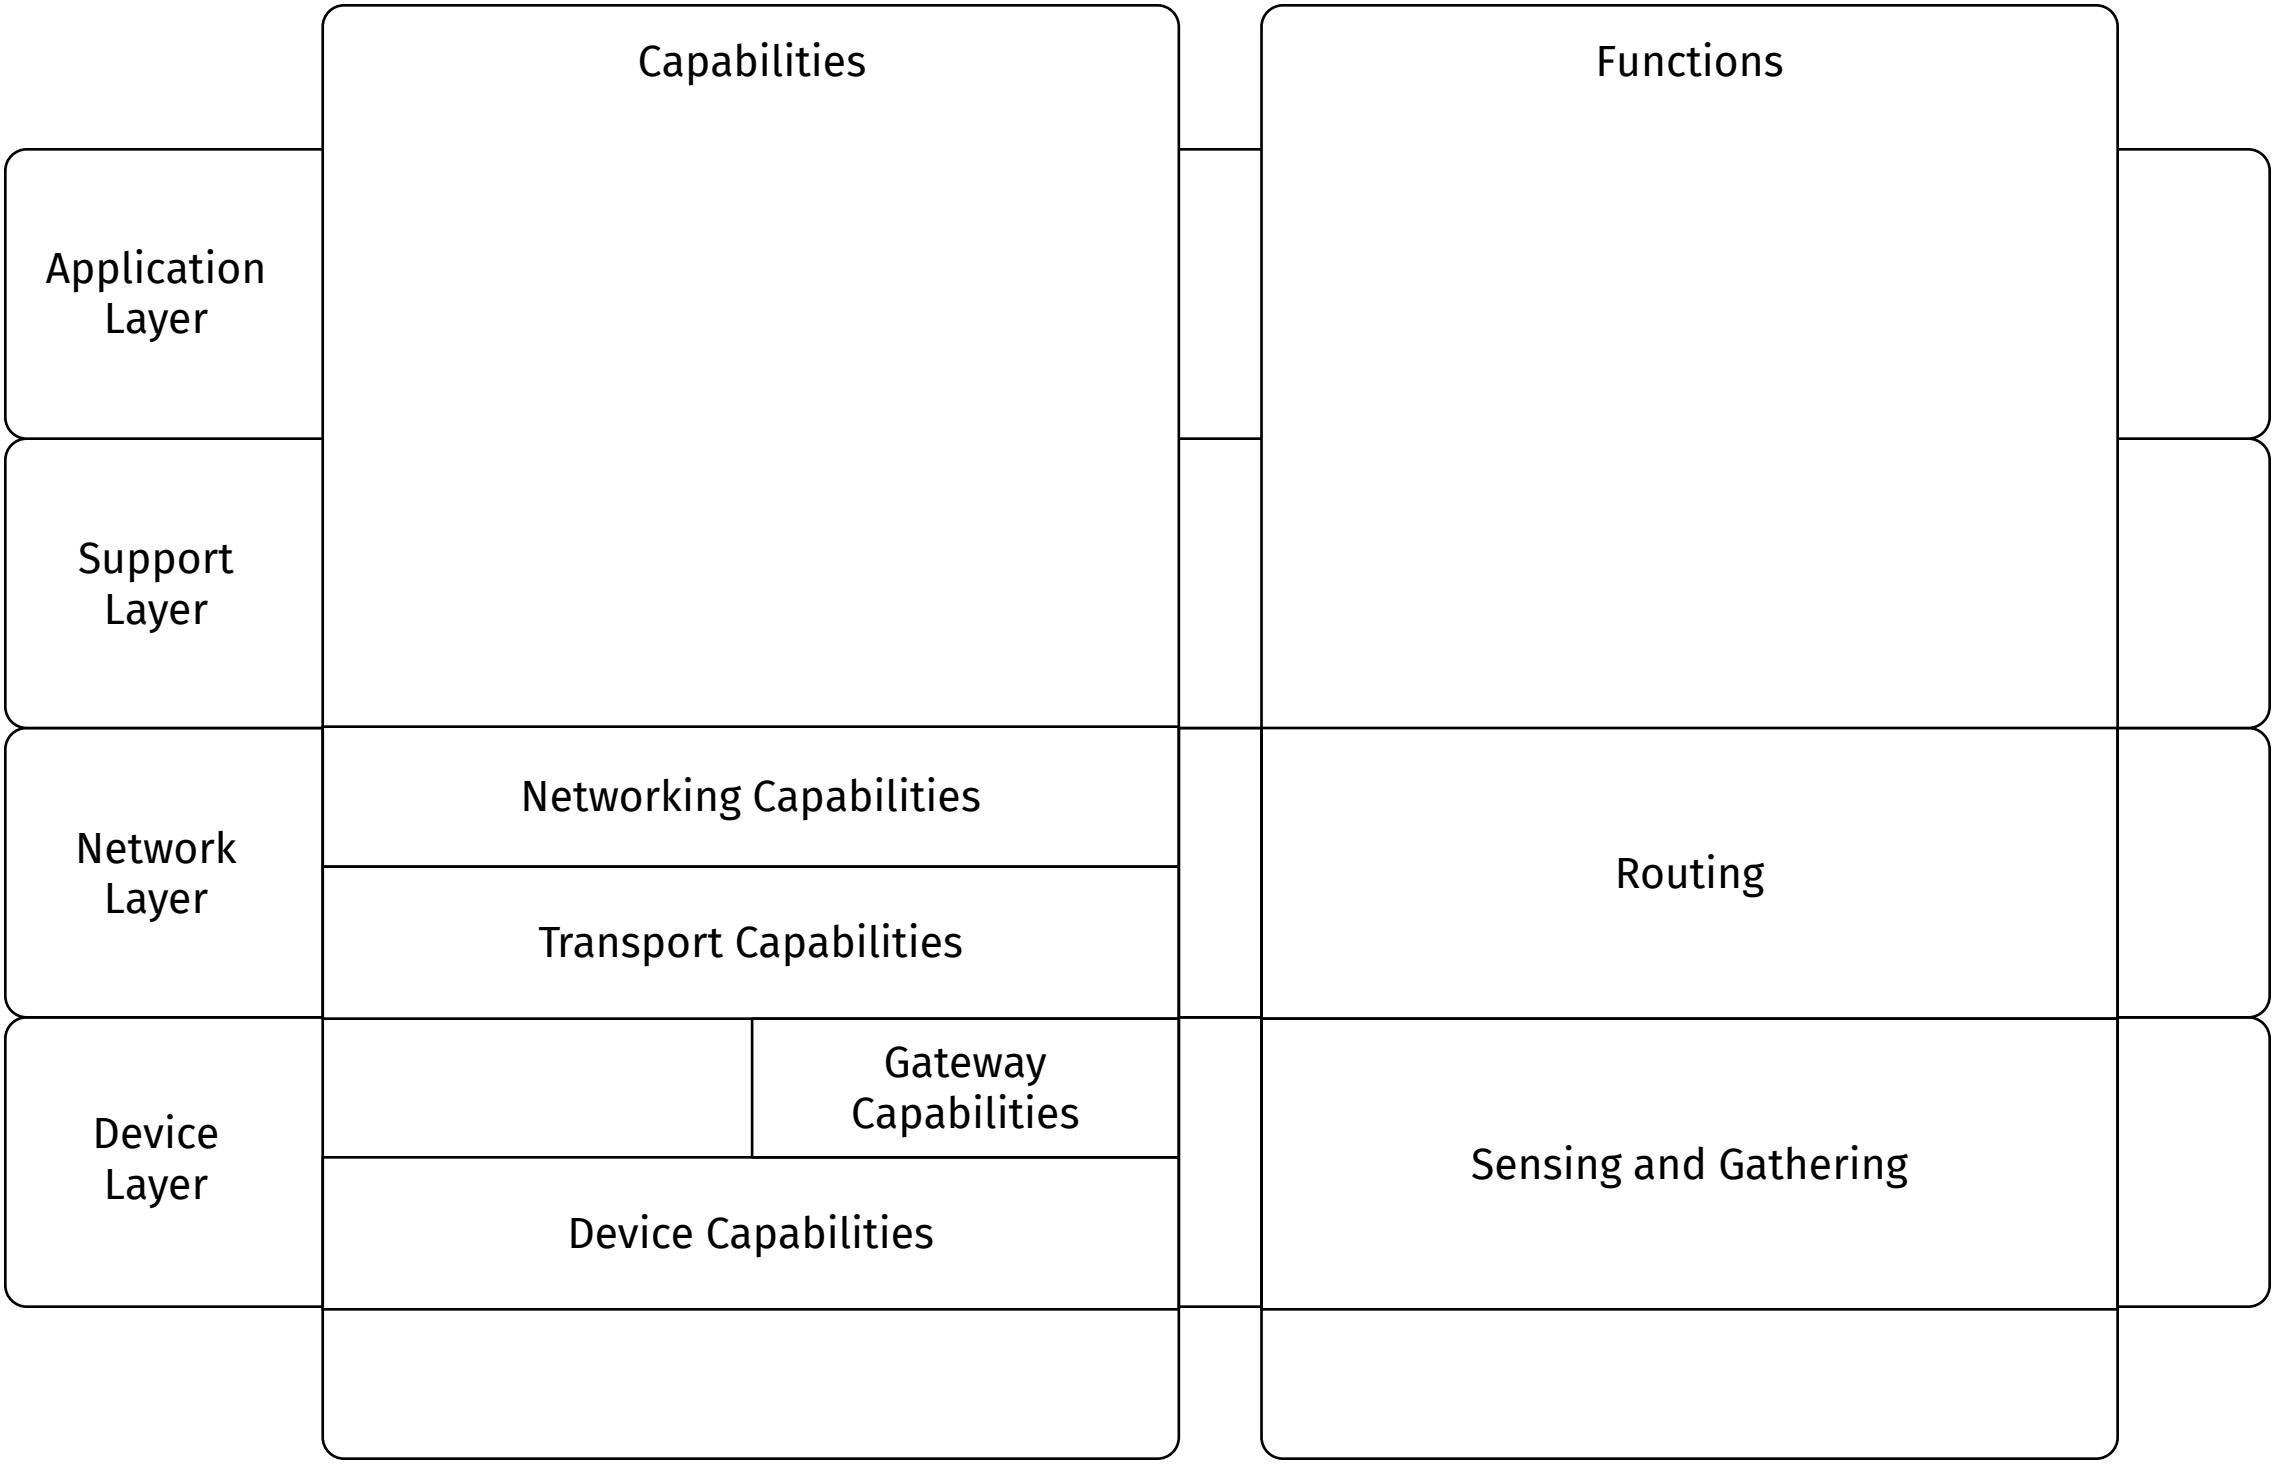 Capabilities
Functions
Application
Layer
Support
Layer
Network
Layer
Networking Capabilities
Transport Capabilities
Routing
Device
Layer
Gateway
Capabilities
Device Capabilities
Sensing and Gathering